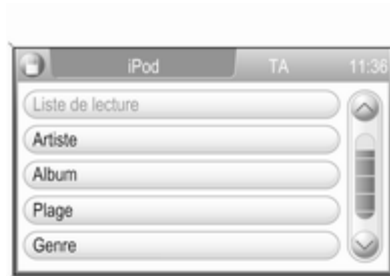 iPod TA 11:36
Liste de lecture
Artiste
Album
Plage
Genre